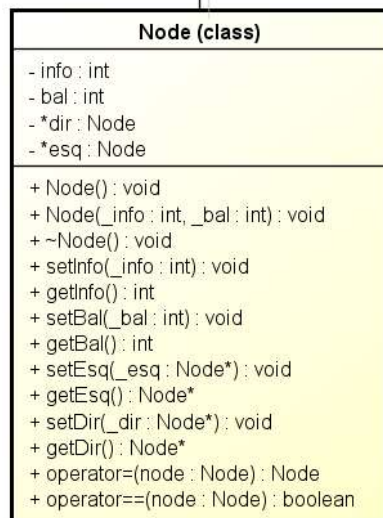 Node (class)
- info : int
- bal : int
- *dir : Node
- *esq : Node
+ Node() : void
+ Node(_info : int, _bal : int) : void
+ ~Node() : void
+ setInfo(_info : int) : void
+ getInfo() : int
+ setBal(_bal : int) : void
+ getBal() : int
+ setEsq(_esq : Node*) : void
+ getEsq() : Node*
+ setDir(_dir : Node*) : void
+ getDir() : Node*
+ operator=(node : Node) : Node
+ operator==(node : Node) : boolean